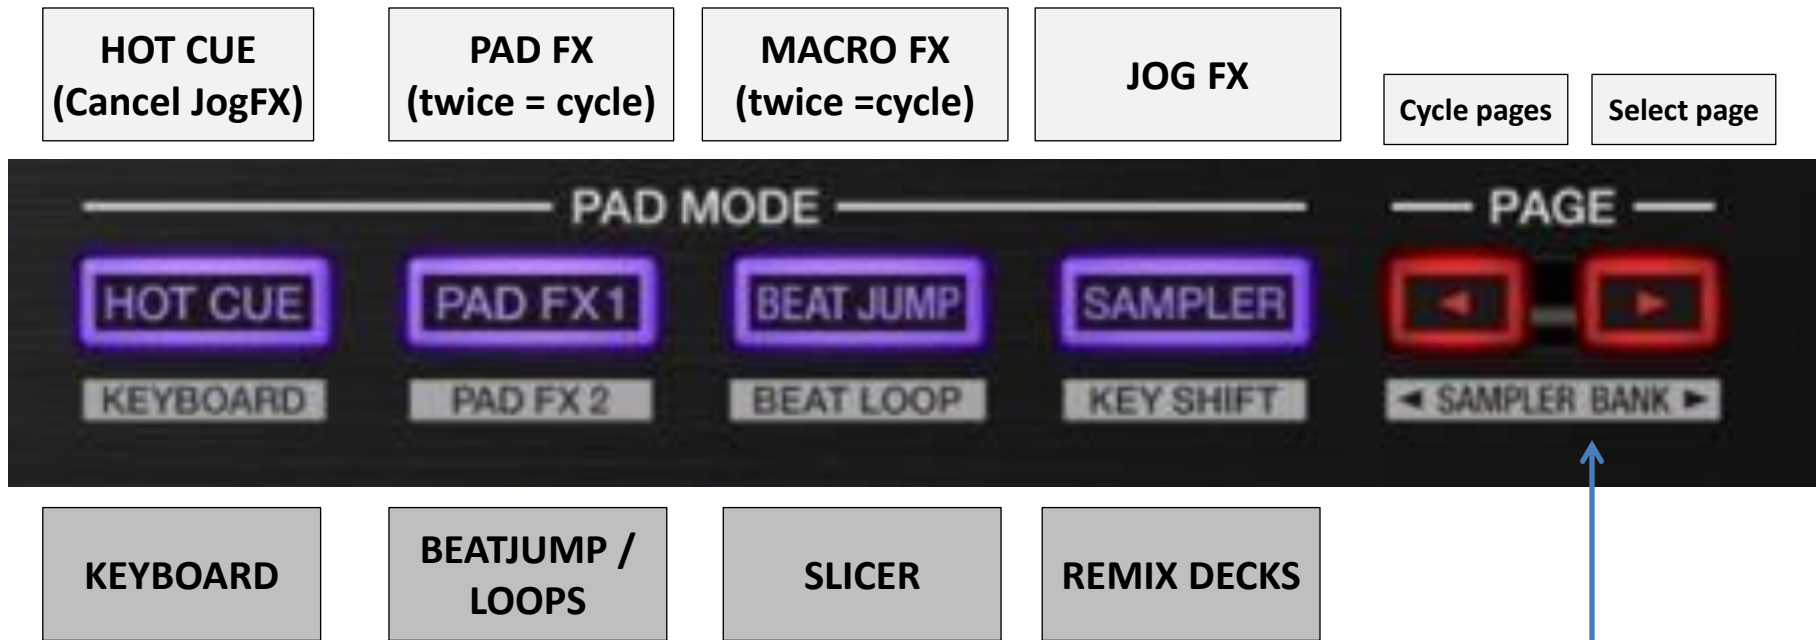 HOT CUE
(Cancel JogFX)
PAD FX
(twice = cycle)
MACRO FX
(twice =cycle)
JOG FX
Cycle pages
Select page
PAD MODE
PAGE
HOT CUE
PAD FX 1
BEAT JUMP
SAMPLER
◄
►
KEYBOARD
PAD FX 2
BEAT LOOP
KEY SHIFT
◄ SAMPLER BANK ►
KEYBOARD
BEATJUMP /
LOOPS
SLICER
REMIX DECKS